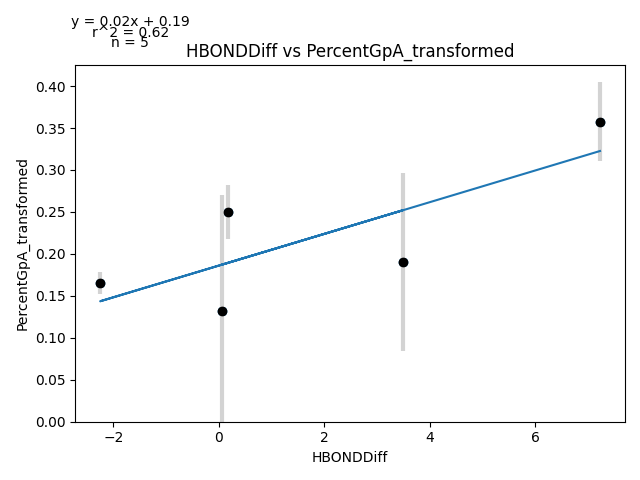 y = 0.02x + 0.19
r^2 = 0.62
n = 5
HBONDDiff vs PercentGpA_transformed
0.40
0.35
0.30
0.25
0.20
0.15
0.10
0.05
0.00
PercentGpA_transformed
−2
0
2
4
6
HBONDDiff